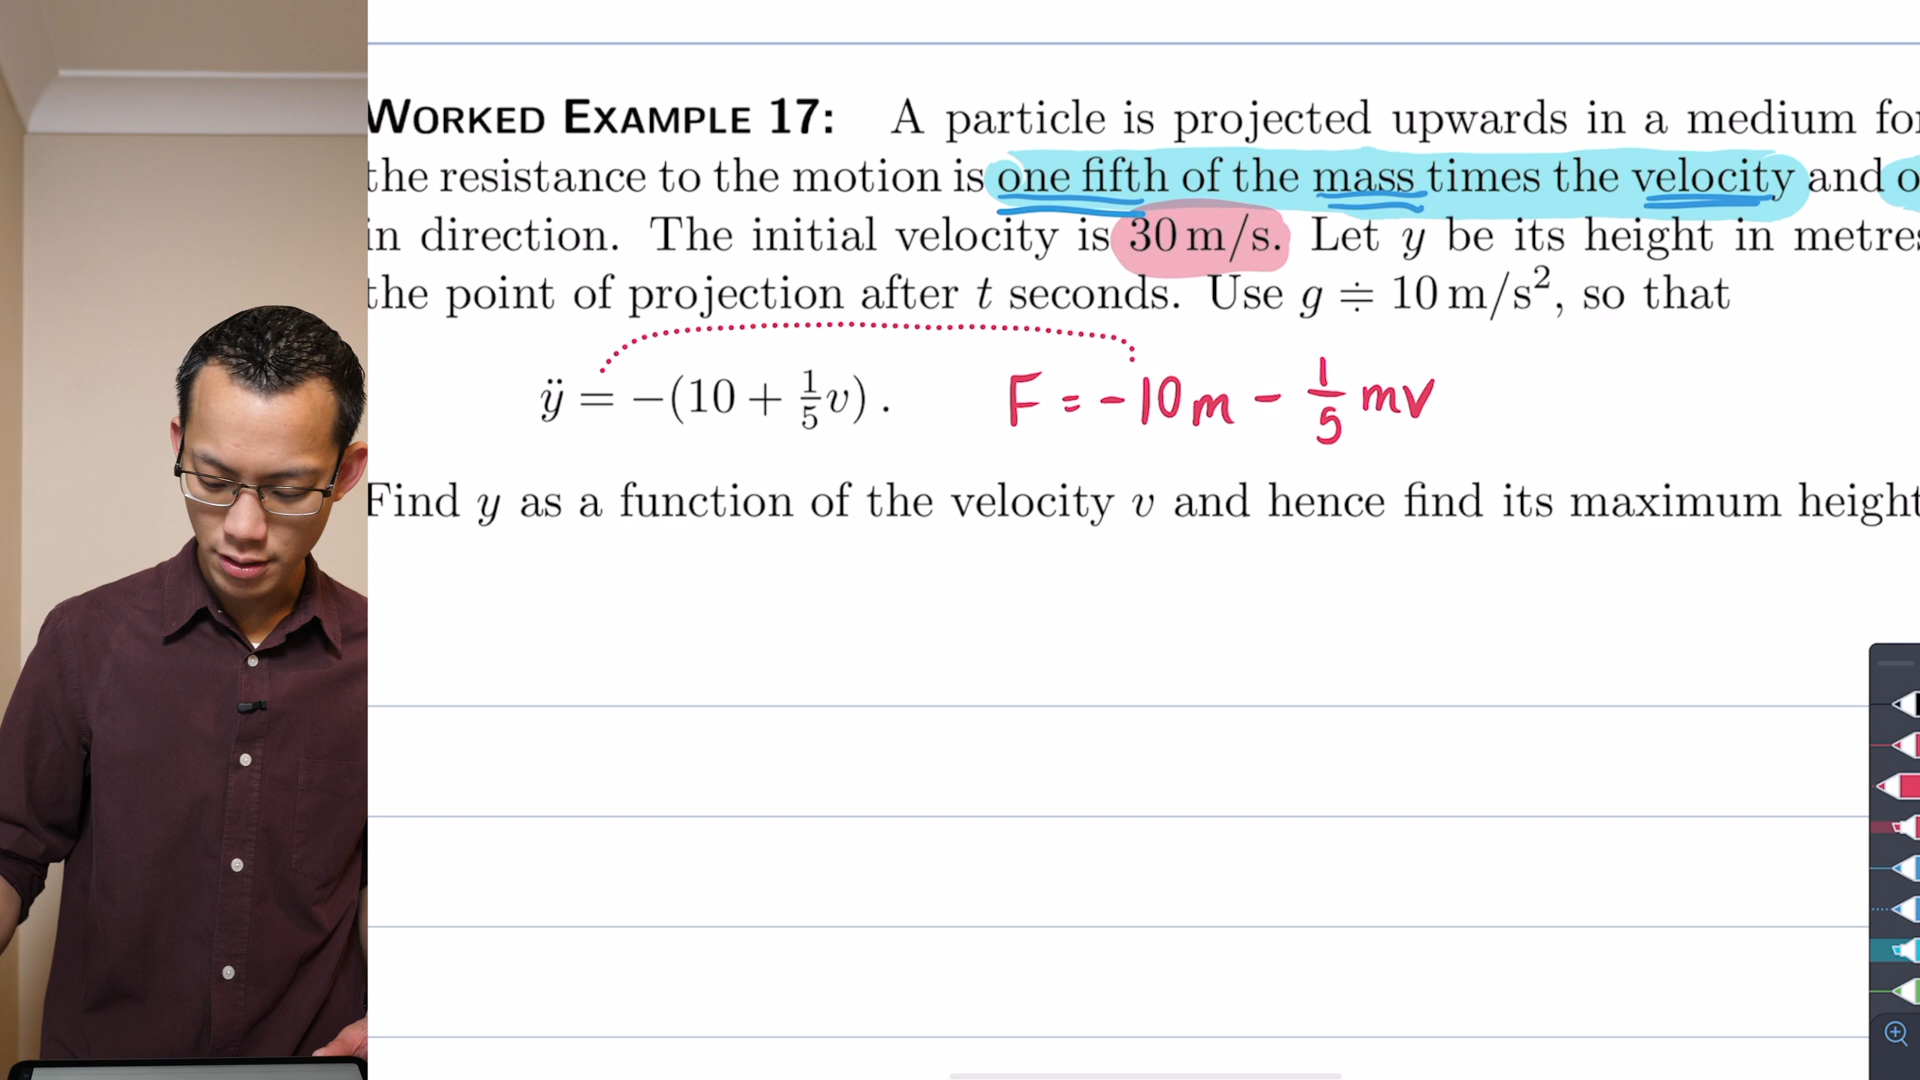 WORKED EXAMPLE 17: A particle is projected upwards in a medium
the resistance to the motion is one fifth of the mass times the velocity and
in direction. The initial velocity is 30 m/s. Let y be its height in metres
the point of projection after t seconds. Use g ≑ 10 m/s², so that
ÿ = −(10 + 1/5 v) . F = -10m - 1/5 mv
Find y as a function of the velocity v and hence find its maximum height